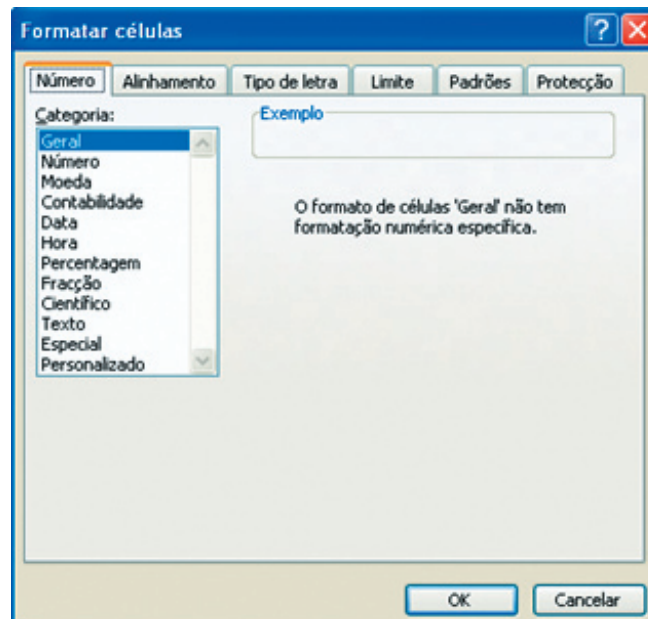 Formatar células
Número Alinhamento Tipo de letra Limite Padrões Protecção
Categoria:
Geral
Número
Moeda
Contabilidade
Data
Hora
Percentagem
Fracção
Científico
Texto
Especial
Personalizado
Exemplo
O formato de células 'Geral' não tem
formatação numérica específica.
OK Cancelar